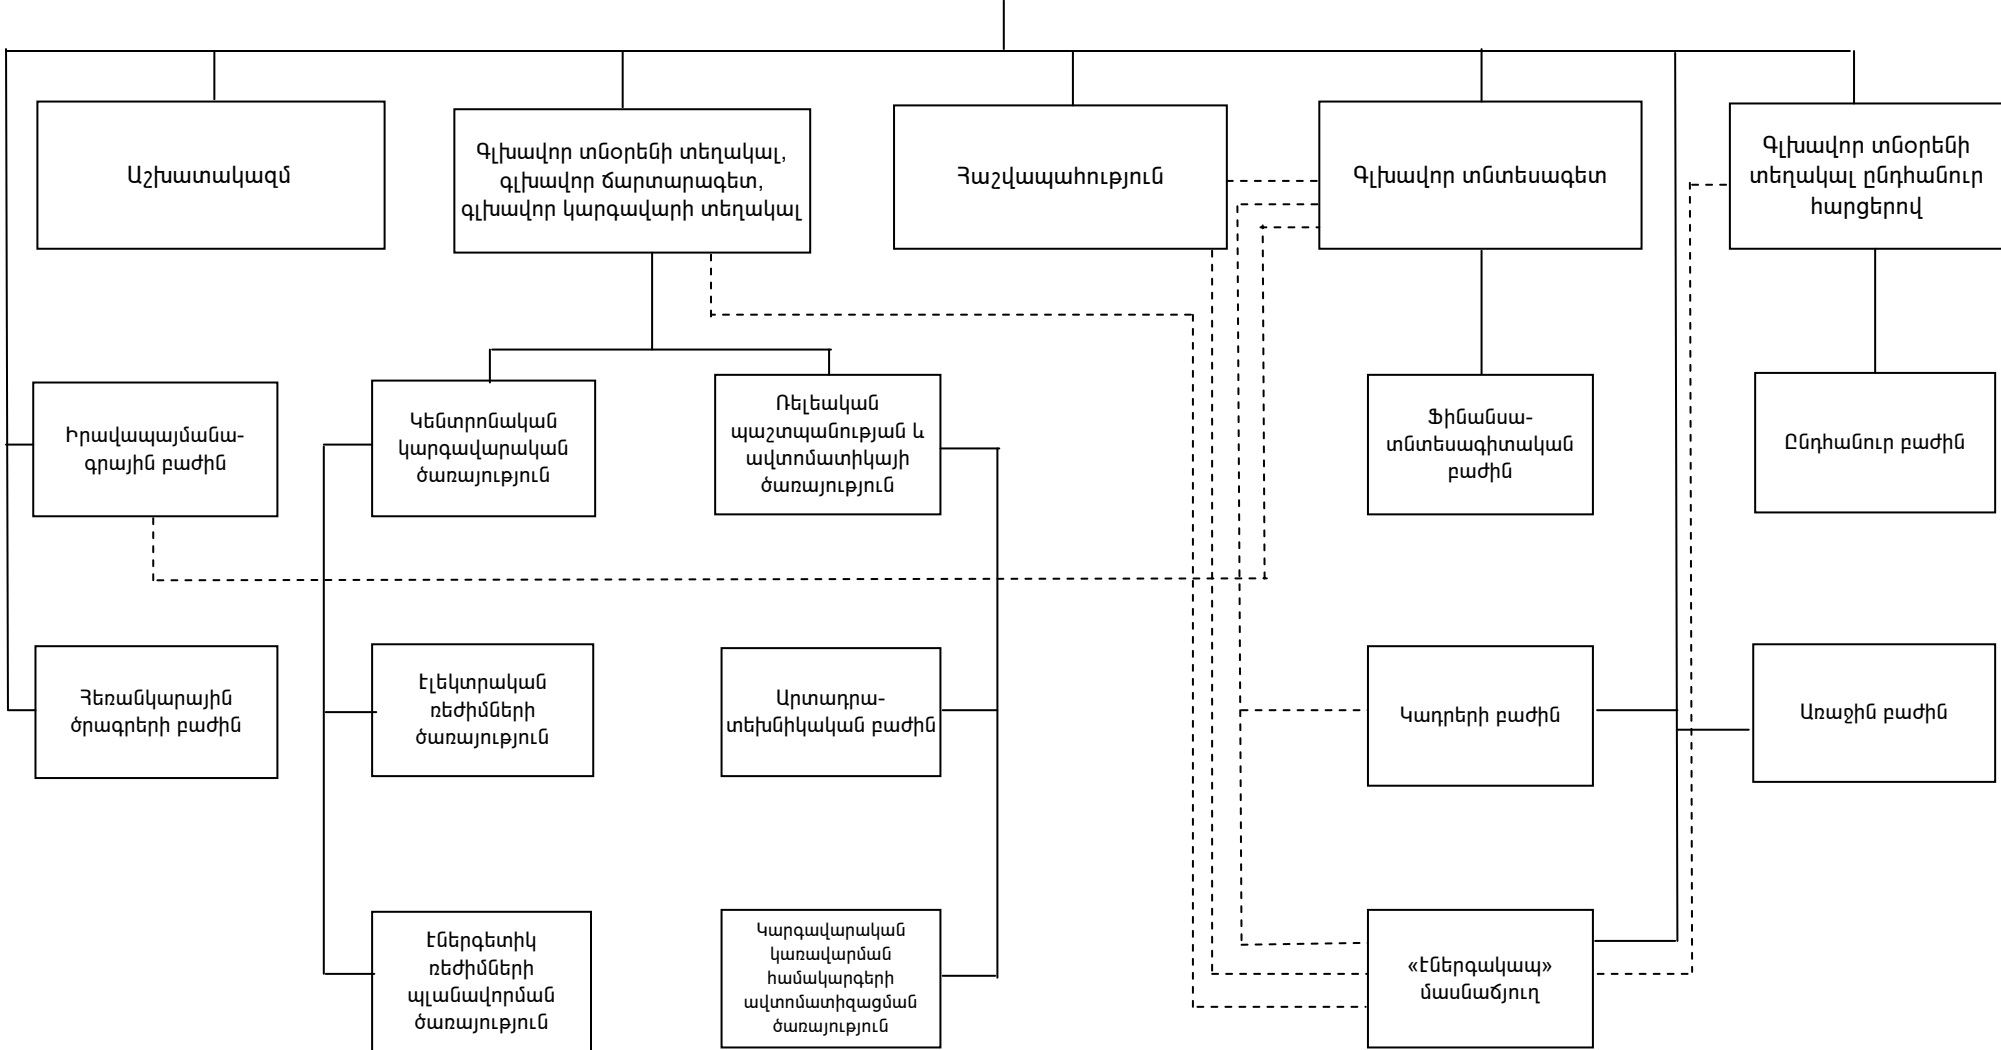 Աշխատակազմ
Գլխավոր տնօրենի տեղակալ,
գլխավոր ճարտարագետ,
գլխավոր կարգավարի տեղակալ
Հաշվապահություն
Գլխավոր տնտեսագետ
Գլխավոր տնօրենի
տեղակալ ընդհանուր
հարցերով
Իրավապայմանա-
գրային բաժին
Կենտրոնական
կարգավարական
ծառայություն
Ռելեական
պաշտպանության և
ավտոմատիկայի
ծառայություն
Ֆինանսա-
տնտեսագիտական
բաժին
Ընդհանուր բաժին
Հեռանկարային
ծրագրերի բաժին
Էլեկտրական
ռեժիմների
ծառայություն
Արտադրա-
տեխնիկական բաժին
Կադրերի բաժին
Առաջին բաժին
Էներգետիկ
ռեժիմների
պլանավորման
ծառայություն
Կարգավարական
կառավարման
համակարգերի
ավտոմատիզացման
ծառայություն
«Էներգակապ»
մասնաճյուղ